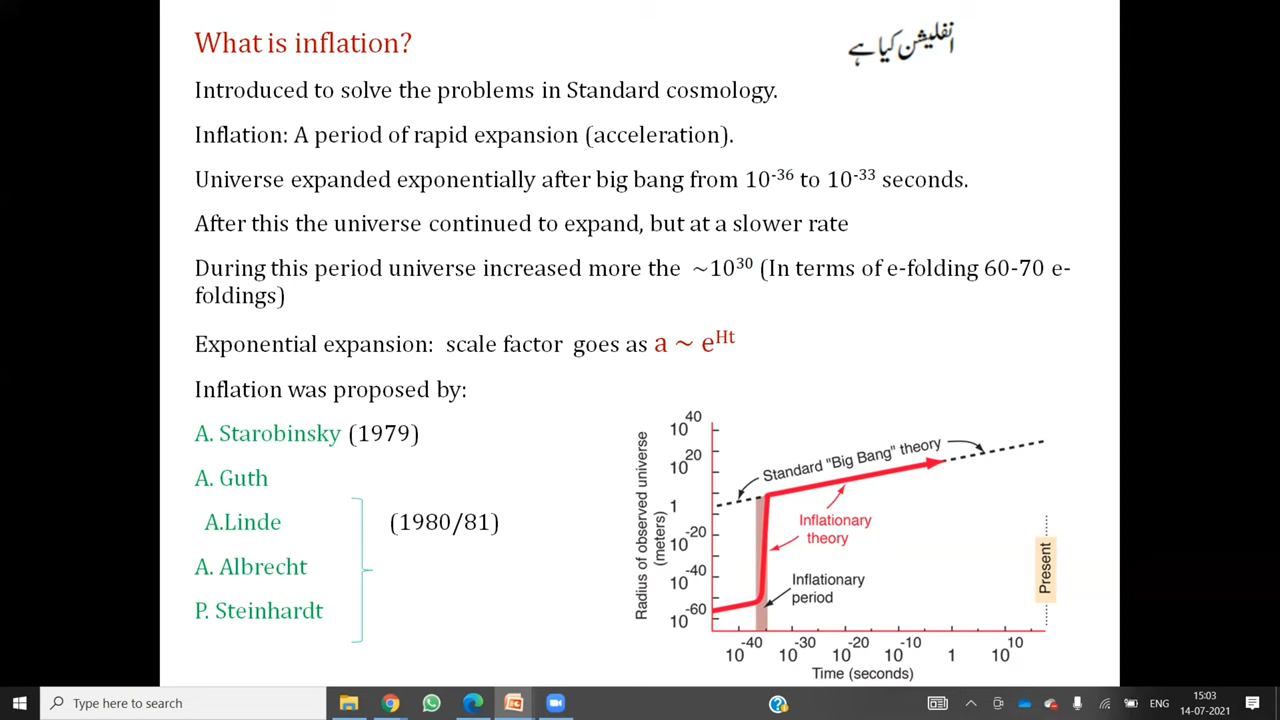 What is inflation?
انفلیشن کیا ہے
Introduced to solve the problems in Standard cosmology.
Inflation: A period of rapid expansion (acceleration).
Universe expanded exponentially after big bang from 10⁻³⁶ to 10⁻³³ seconds.
After this the universe continued to expand, but at a slower rate
During this period universe increased more the ~10³⁰ (In terms of e-folding 60-70 e-
foldings)
Exponential expansion: scale factor goes as a ~ eᴴᵗ
Inflation was proposed by:
A. Starobinsky (1979)
A. Guth
A.Linde (1980/81)
A. Albrecht
P. Steinhardt
Radius of observed universe
(meters)
10⁴⁰
10²⁰
1
10⁻²⁰
10⁻⁴⁰
10⁻⁶⁰
Standard "Big Bang" theory
Inflationary
theory
Inflationary
period
Present
10⁻⁴⁰ 10⁻³⁰ 10⁻²⁰ 10⁻¹⁰ 1 10¹⁰
Time (seconds)
Type here to search
ENG
15:03
14-07-2021